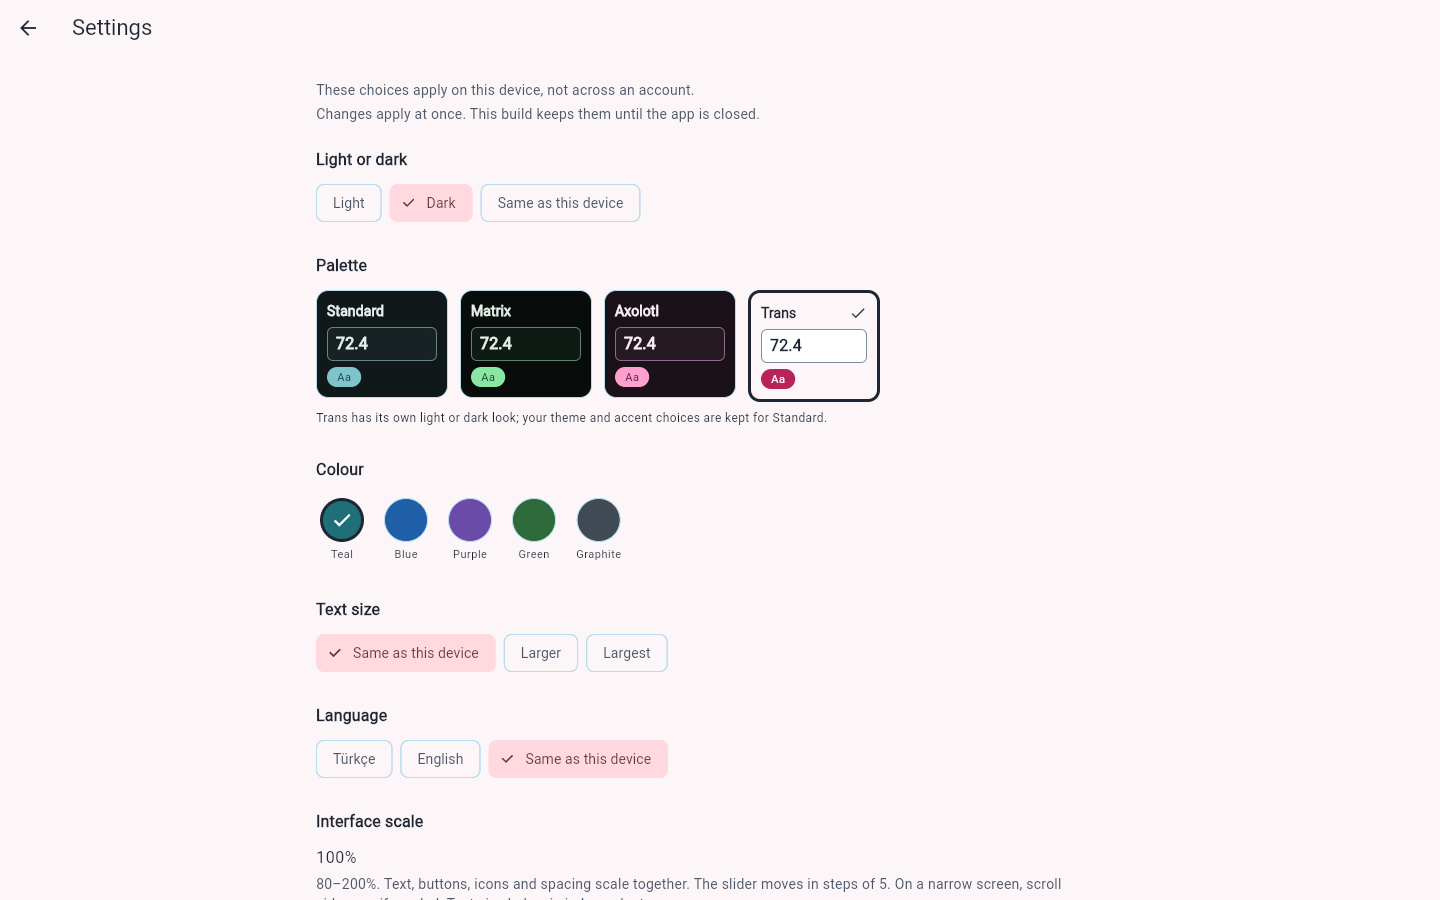 Settings
These choices apply on this device, not across an account.
Changes apply at once. This build keeps them until the app is closed.
Light or dark
Light
Dark
Same as this device
Palette
Standard
72.4
Aa
Matrix
72.4
Aa
Axolotl
72.4
Aa
Trans
72.4
Aa
Trans has its own light or dark look; your theme and accent choices are kept for Standard.
Colour
Teal
Blue
Purple
Green
Graphite
Text size
Same as this device
Larger
Largest
Language
Türkçe
English
Same as this device
Interface scale
100%
80–200%. Text, buttons, icons and spacing scale together. The slider moves in steps of 5. On a narrow screen, scroll